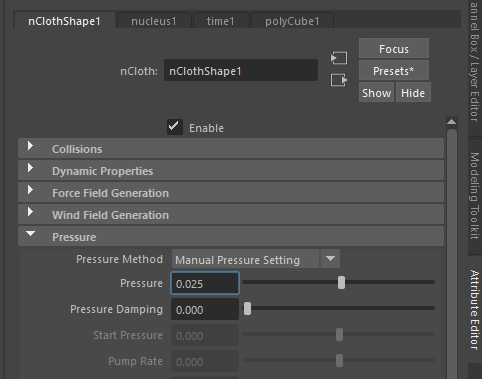 nClothShape1 nucleus1 time1 polyCube1
Focus
nCloth: nClothShape1 Presets*
Show Hide
Enable
Collisions
Dynamic Properties
Force Field Generation
Wind Field Generation
Pressure
Pressure Method Manual Pressure Setting
Pressure 0.025
Pressure Damping 0.000
Start Pressure 0.000
Pump Rate 0.000
annel Box / Layer Editor
Modeling Toolkit
Attribute Editor